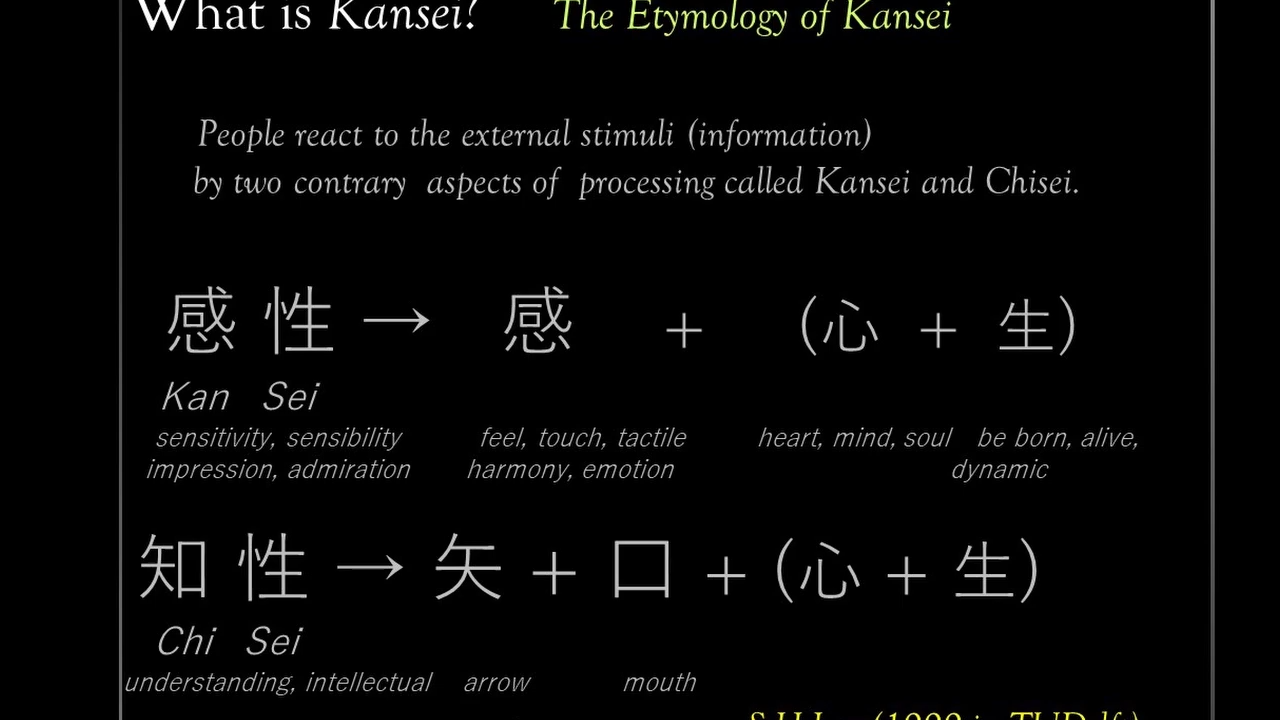 What is Kansei? The Etymology of Kansei
People react to the external stimuli (information)
by two contrary aspects of processing called Kansei and Chisei.
感 性 → 感 + (心 + 生)
Kan Sei
sensitivity, sensibility feel, touch, tactile heart, mind, soul be born, alive,
impression, admiration harmony, emotion dynamic
知 性 → 矢 + 口 + (心 + 生)
Chi Sei
understanding, intellectual arrow mouth